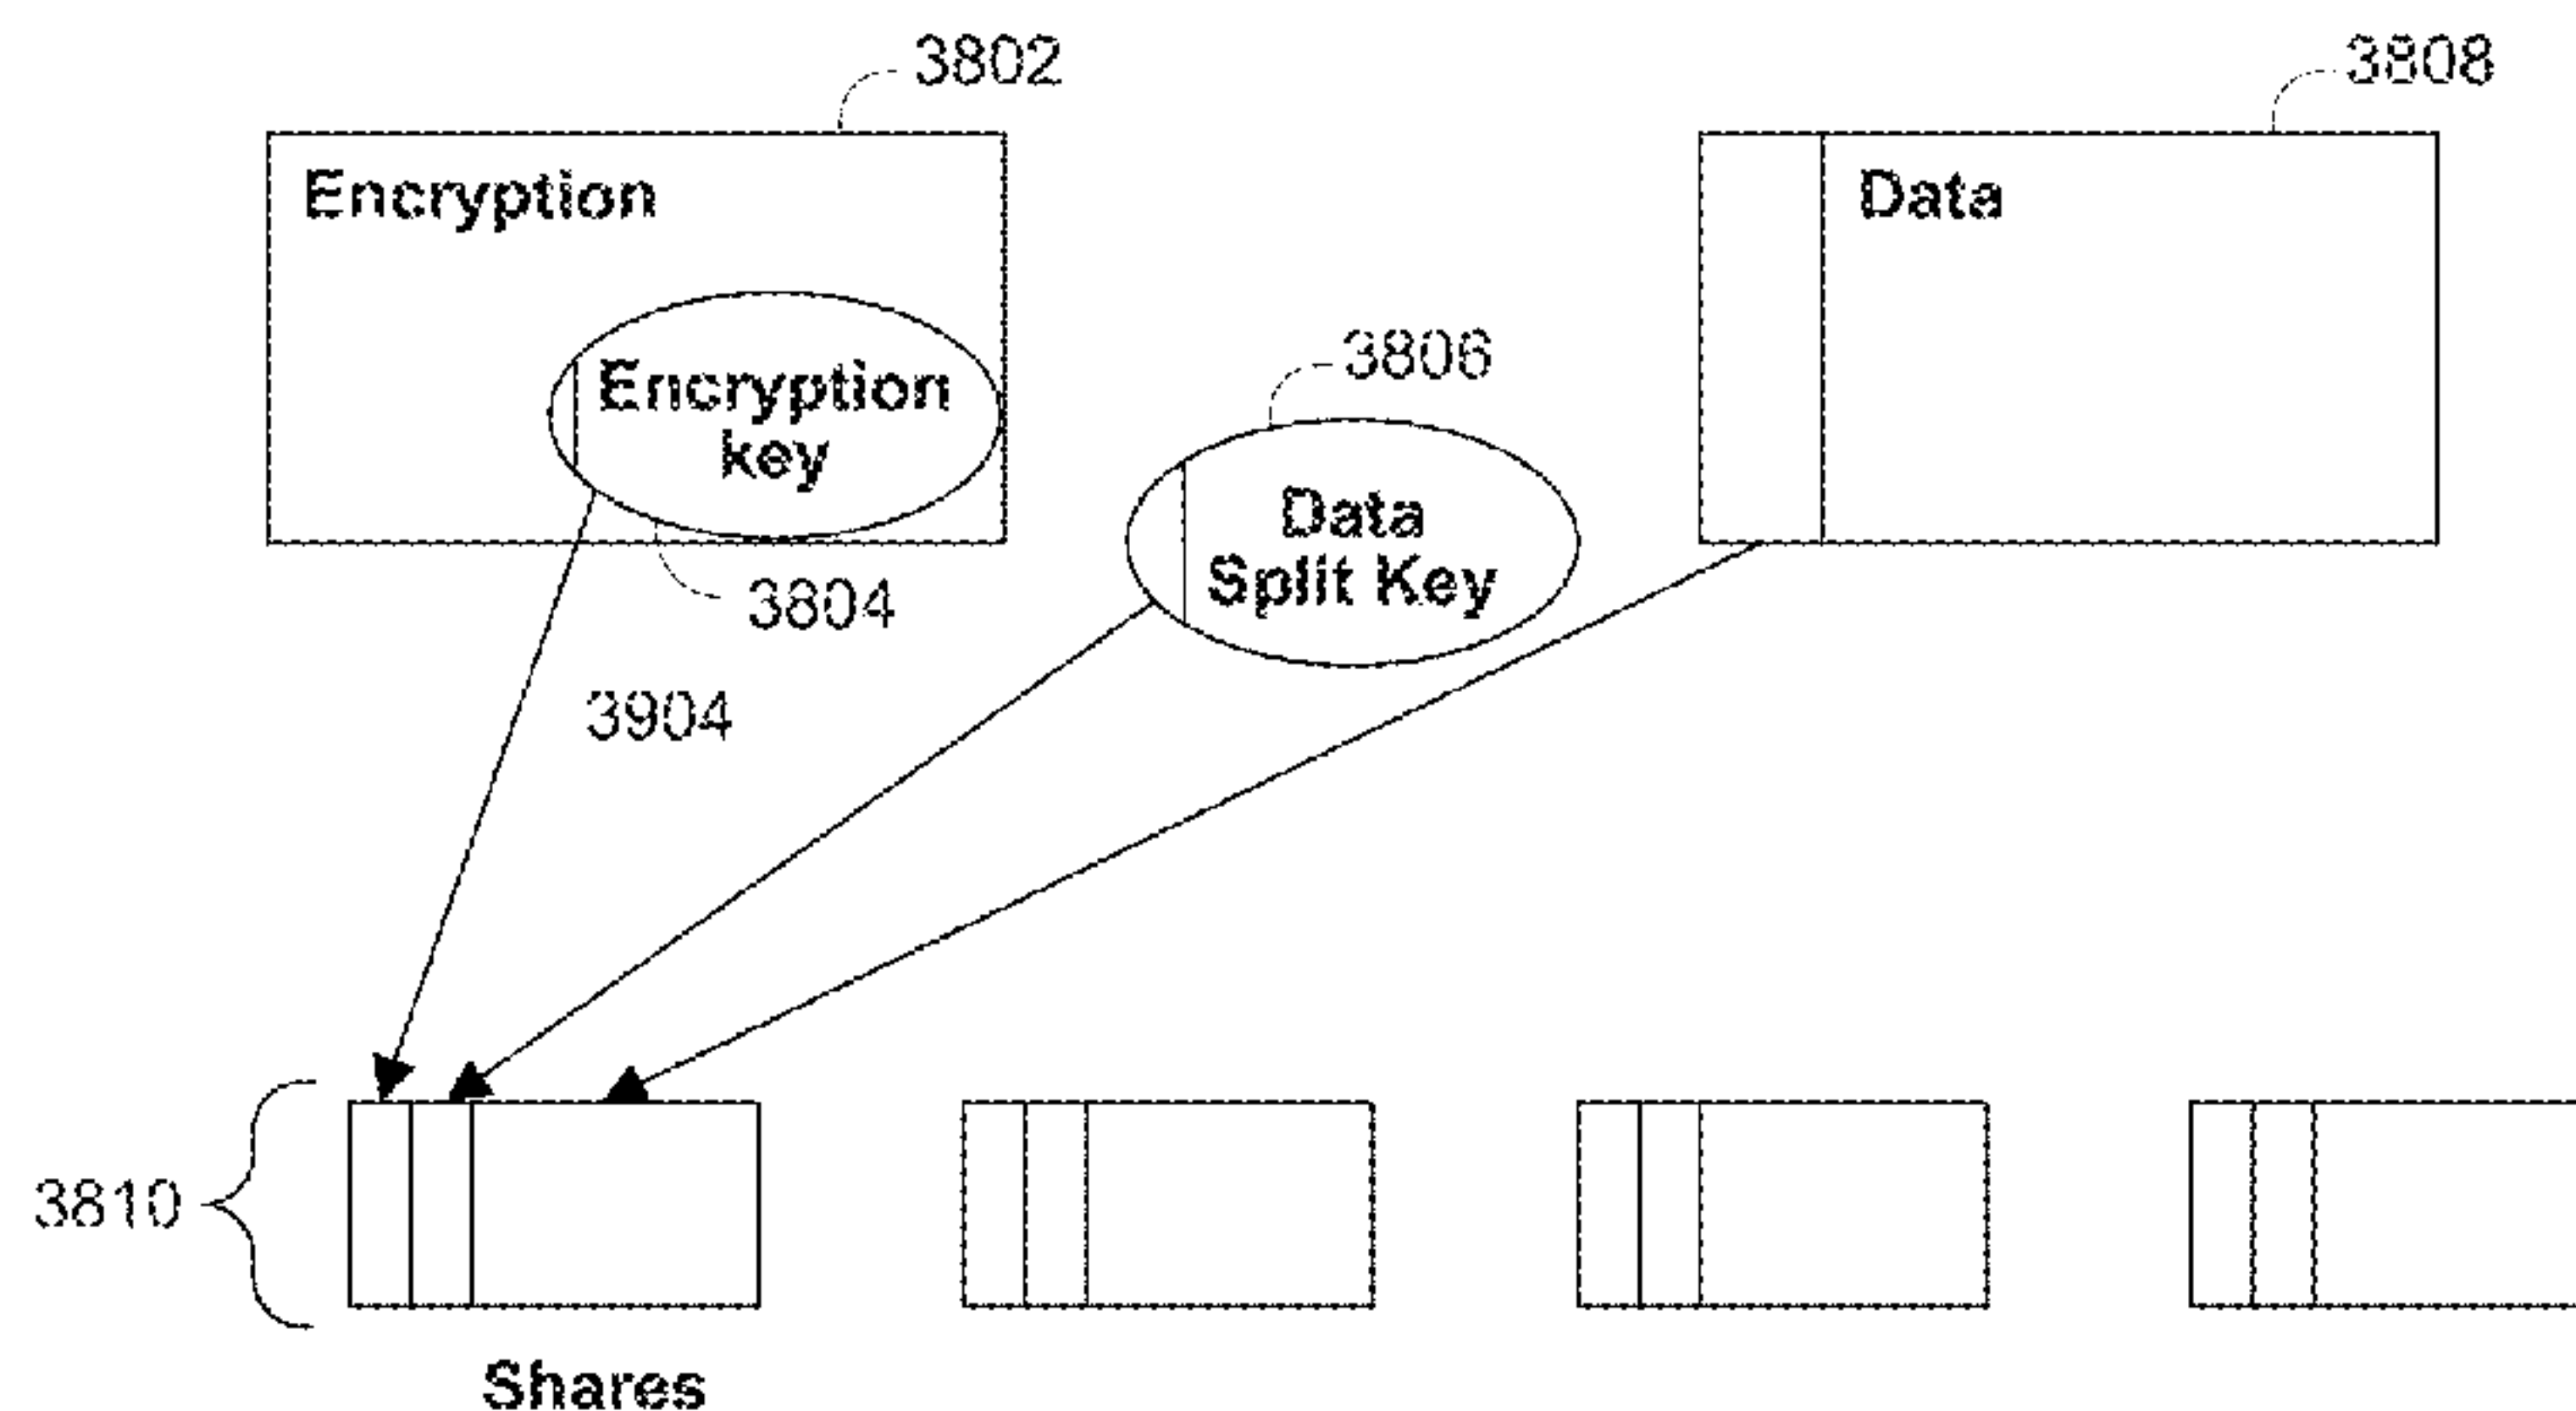 3802
3808
Encryption
Data
Encryption
key
3806
Data
Split Key
3804
3904
3810
Shares